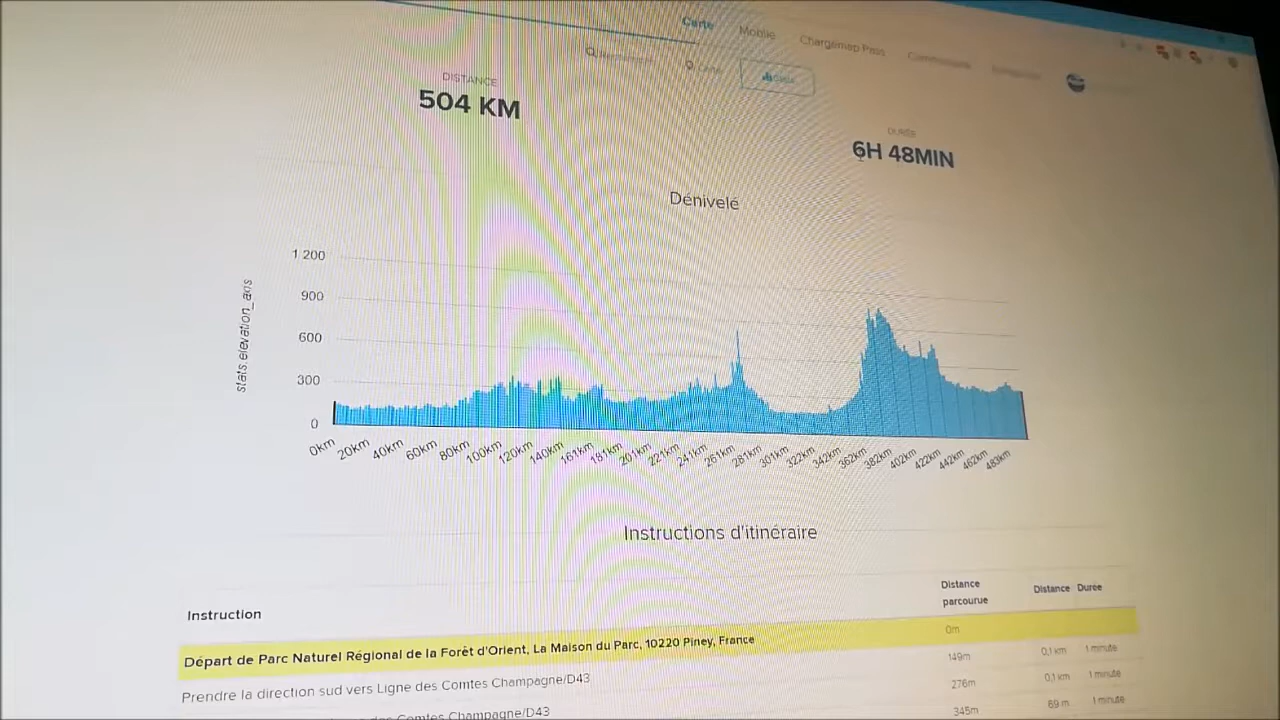 Carte
Mobile
Chargemap Pass
Communauté
Carte
DISTANCE
504 KM
DURÉE
6H 48MIN
Dénivelé
stats.elevation_axis
1 200
900
600
300
0
0km
20km
40km
60km
80km
100km
120km
140km
161km
181km
201km
221km
241km
261km
281km
301km
322km
342km
362km
382km
402km
422km
442km
462km
483km
Instructions d'itinéraire
Instruction
Distance parcourue
Distance
Durée
Départ de Parc Naturel Régional de la Forêt d'Orient, La Maison du Parc, 10220 Piney, France
0m
Prendre la direction sud vers Ligne des Comtes Champagne/D43
149m
0,1 km
1 minute
276m
0,1 km
1 minute
des Comtes Champagne/D43
345m
69 m
1 minute